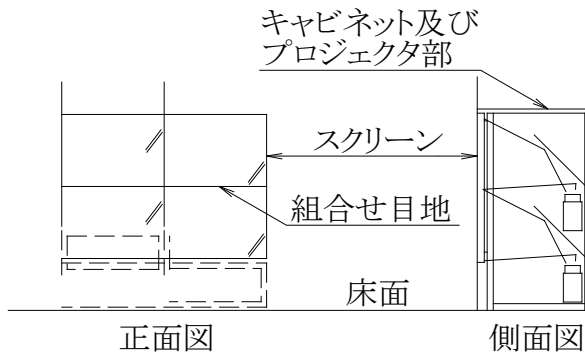 キャビネット及び
プロジェクタ部
スクリーン
組合せ目地
床面
正面図
側面図